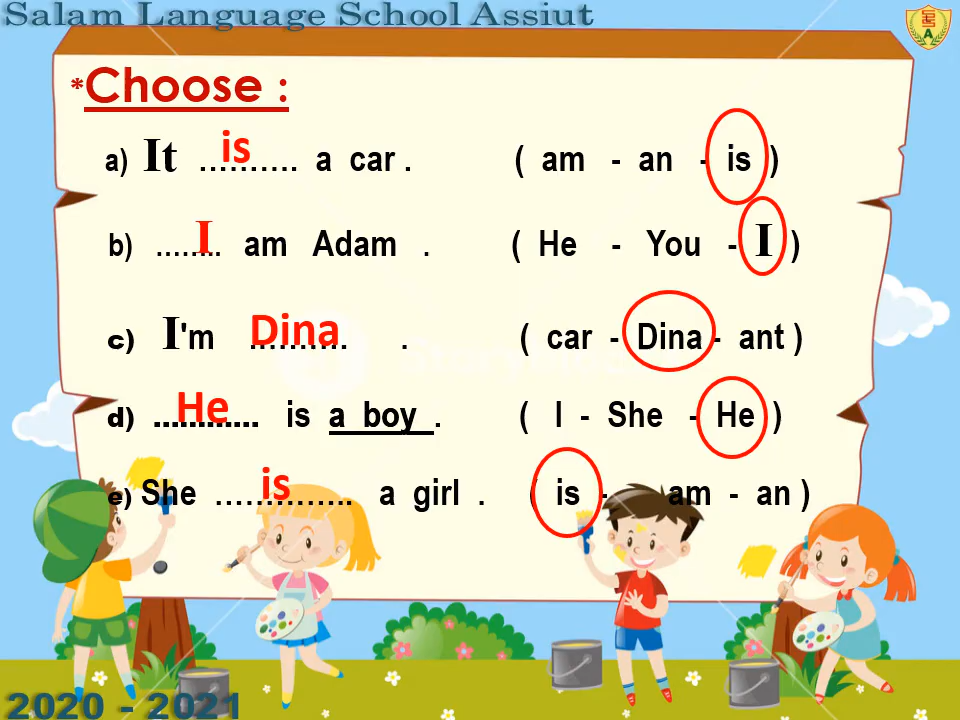 Salam Language School Assiut
A
*Choose :
a) It ....is...... a car . ( am - an - is )
b) ....I.... am Adam . ( He - You - I )
c) I'm ...Dina... . ( car - Dina - ant )
d) ....He.... is a boy . ( I - She - He )
e) She .....is..... a girl . ( is - am - an )
2020 - 2021